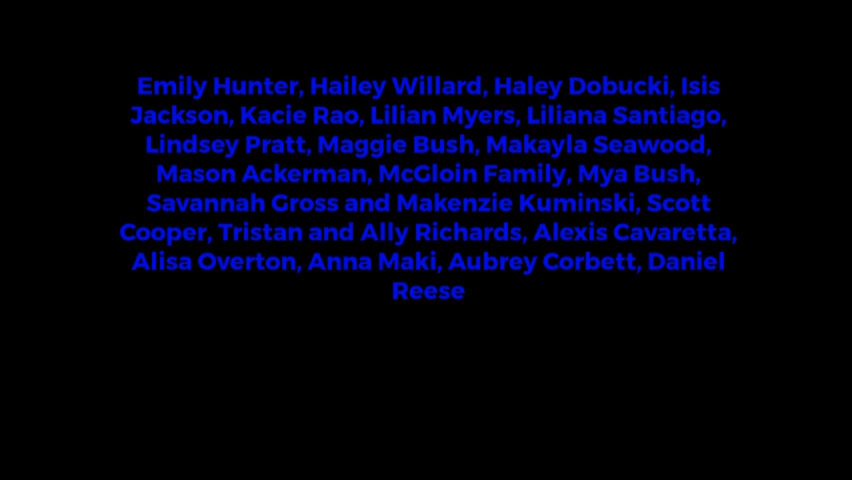 Emily Hunter, Hailey Willard, Haley Dobucki, Isis
Jackson, Kacie Rao, Lilian Myers, Liliana Santiago,
Lindsey Pratt, Maggie Bush, Makayla Seawood,
Mason Ackerman, McGloin Family, Mya Bush,
Savannah Gross and Makenzie Kuminski, Scott
Cooper, Tristan and Ally Richards, Alexis Cavaretta,
Alisa Overton, Anna Maki, Aubrey Corbett, Daniel
Reese